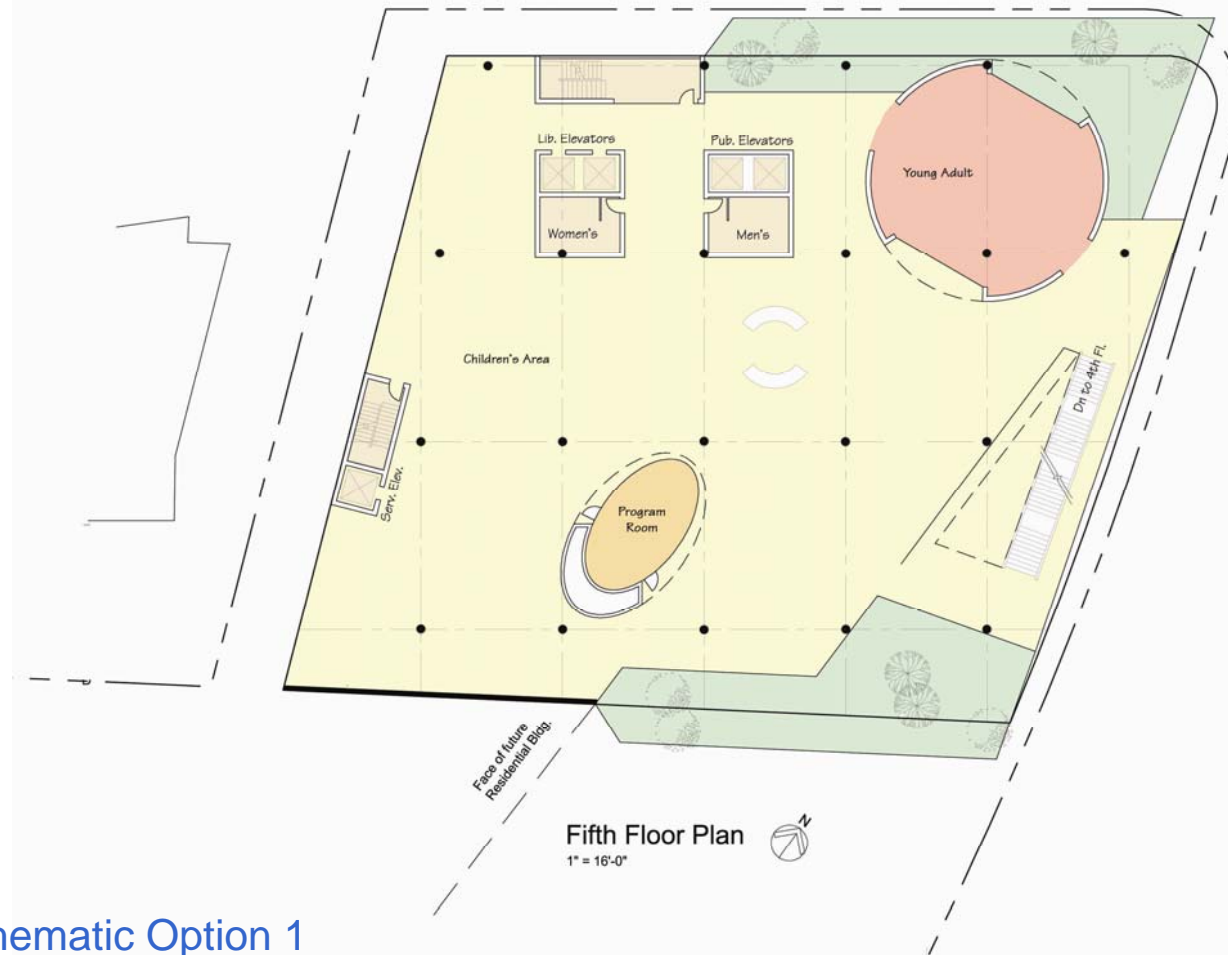 Lib. Elevators
Pub. Elevators
Young Adult
Women's
Men's
Children's Area
Dn to 4th Fl.
Serv. Elev.
Program
Room
Face of future
Residential Bldg.
Fifth Floor Plan
N
1" = 16'-0"
hematic Option 1